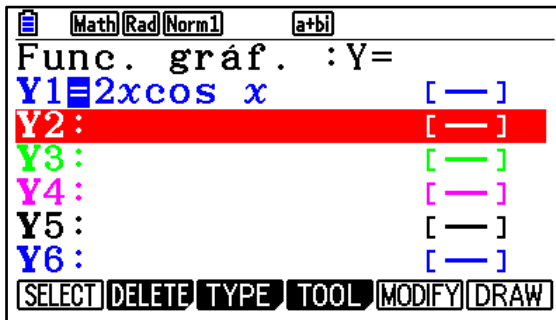 Math Rad Norm1 a+bi
Func. gráf. :Y=
Y1=2xcos x [—]
Y2: [—]
Y3: [—]
Y4: [—]
Y5: [—]
Y6: [—]
SELECT DELETE TYPE TOOL MODIFY DRAW